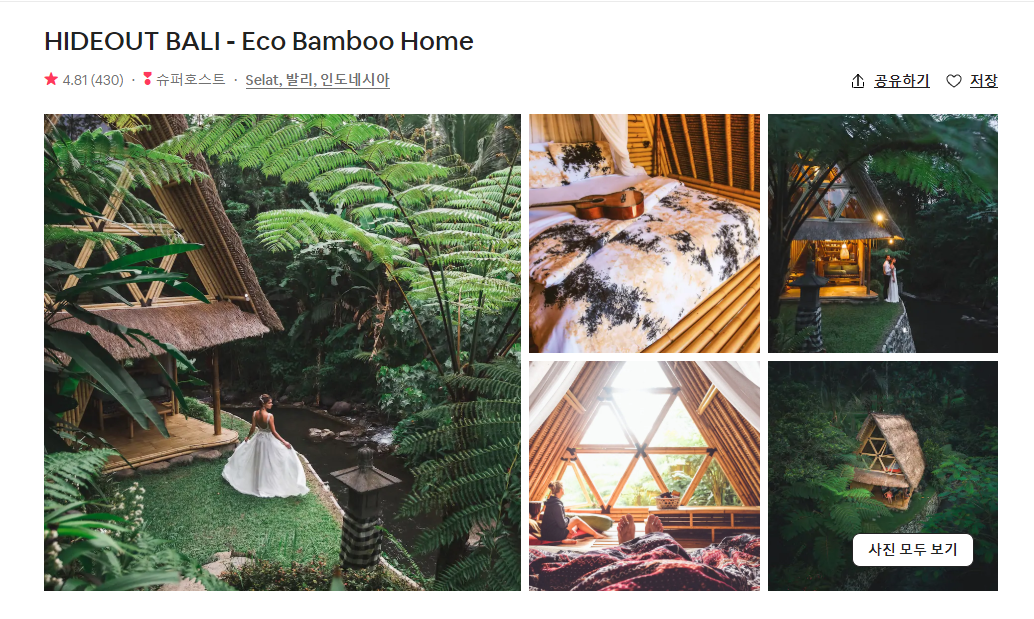 HIDEOUT BALI - Eco Bamboo Home
4.81 (430) · 슈퍼호스트 · Selat, 발리, 인도네시아
공유하기 저장
사진 모두 보기